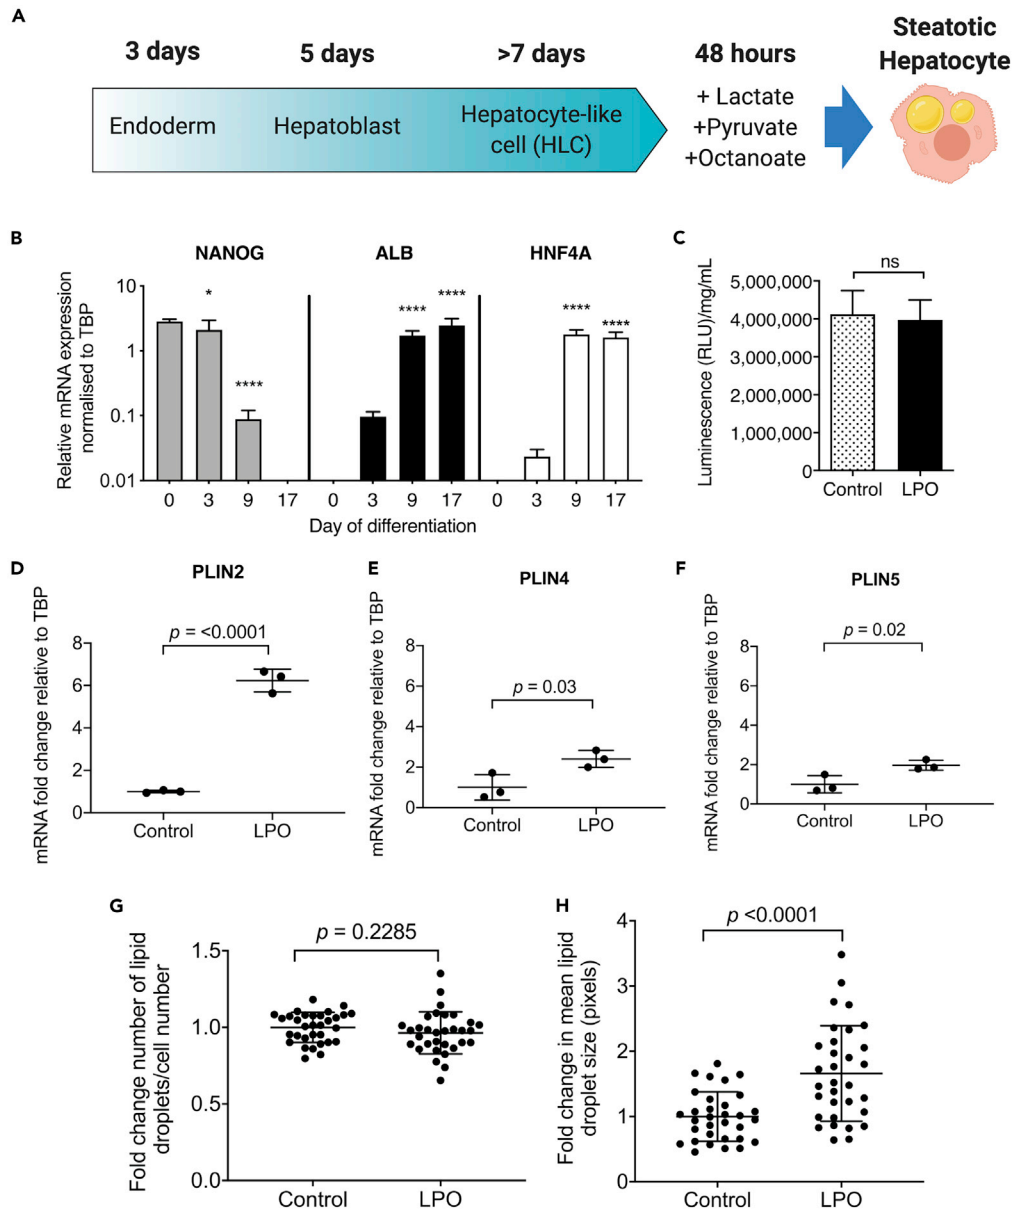 A
3 days
5 days
>7 days
48 hours
Steatotic
Hepatocyte
Endoderm
Hepatoblast
Hepatocyte-like
cell (HLC)
+ Lactate
+Pyruvate
+Octanoate
B
NANOG
ALB
HNF4A
Relative mRNA expression
normalised to TBP
10
1
0.1
0.01
*
****
****
****
****
****
0 3 9 17 0 3 9 17 0 3 9 17
Day of differentiation
C
ns
Luminescence (RLU)/mg/mL
5,000,000
4,000,000
3,000,000
2,000,000
1,000,000
0
Control LPO
D
PLIN2
mRNA fold change relative to TBP
p = <0.0001
8
6
4
2
0
Control LPO
E
PLIN4
mRNA fold change relative to TBP
p = 0.03
8
6
4
2
0
Control LPO
F
PLIN5
mRNA fold change relative to TBP
p = 0.02
8
6
4
2
0
Control LPO
G
Fold change number of lipid
droplets/cell number
p = 0.2285
1.5
1.0
0.5
0.0
Control LPO
H
Fold change in mean lipid
droplet size (pixels)
p <0.0001
4
3
2
1
0
Control LPO